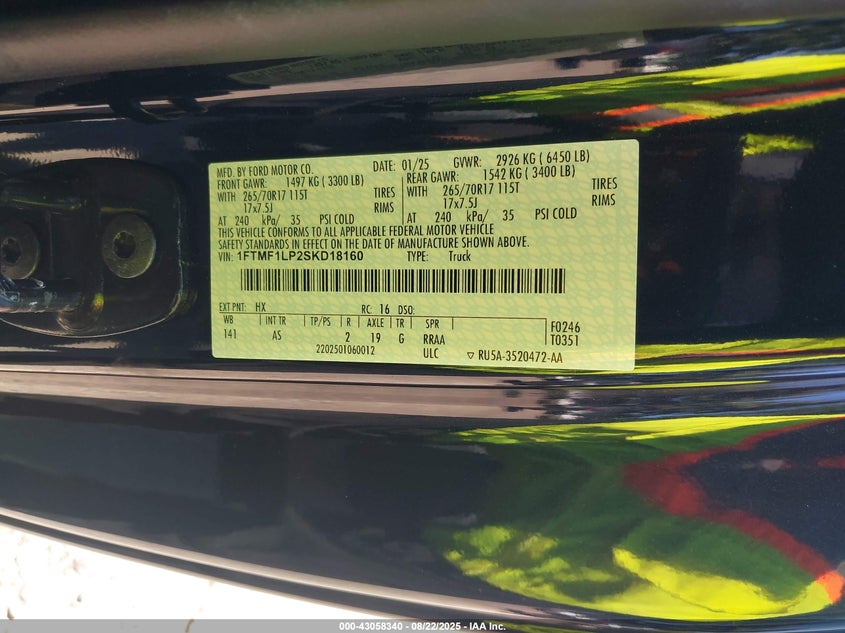 MFD. BY FORD MOTOR CO. DATE: 01/25 GVWR: 2926 KG ( 6450 LB)
FRONT GAWR: 1497 KG ( 3300 LB) REAR GAWR: 1542 KG ( 3400 LB)
WITH 265/70R17 115T TIRES WITH 265/70R17 115T TIRES
17x7.5J RIMS 17x7.5J RIMS
AT 240 kPa/ 35 PSI COLD AT 240 kPa/ 35 PSI COLD
THIS VEHICLE CONFORMS TO ALL APPLICABLE FEDERAL MOTOR VEHICLE
SAFETY STANDARDS IN EFFECT ON THE DATE OF MANUFACTURE SHOWN ABOVE.
VIN: 1FTMF1LP2SKD18160 TYPE: Truck
EXT PNT: HX RC: 16 DSO:
WB INT TR TP/PS R AXLE TR SPR F0246
141 AS 2 19 G RRAA T0351
2202501060012 ULC ▽ RU5A-3520472-AA
000-43058340 - 08/22/2025 - IAA Inc.